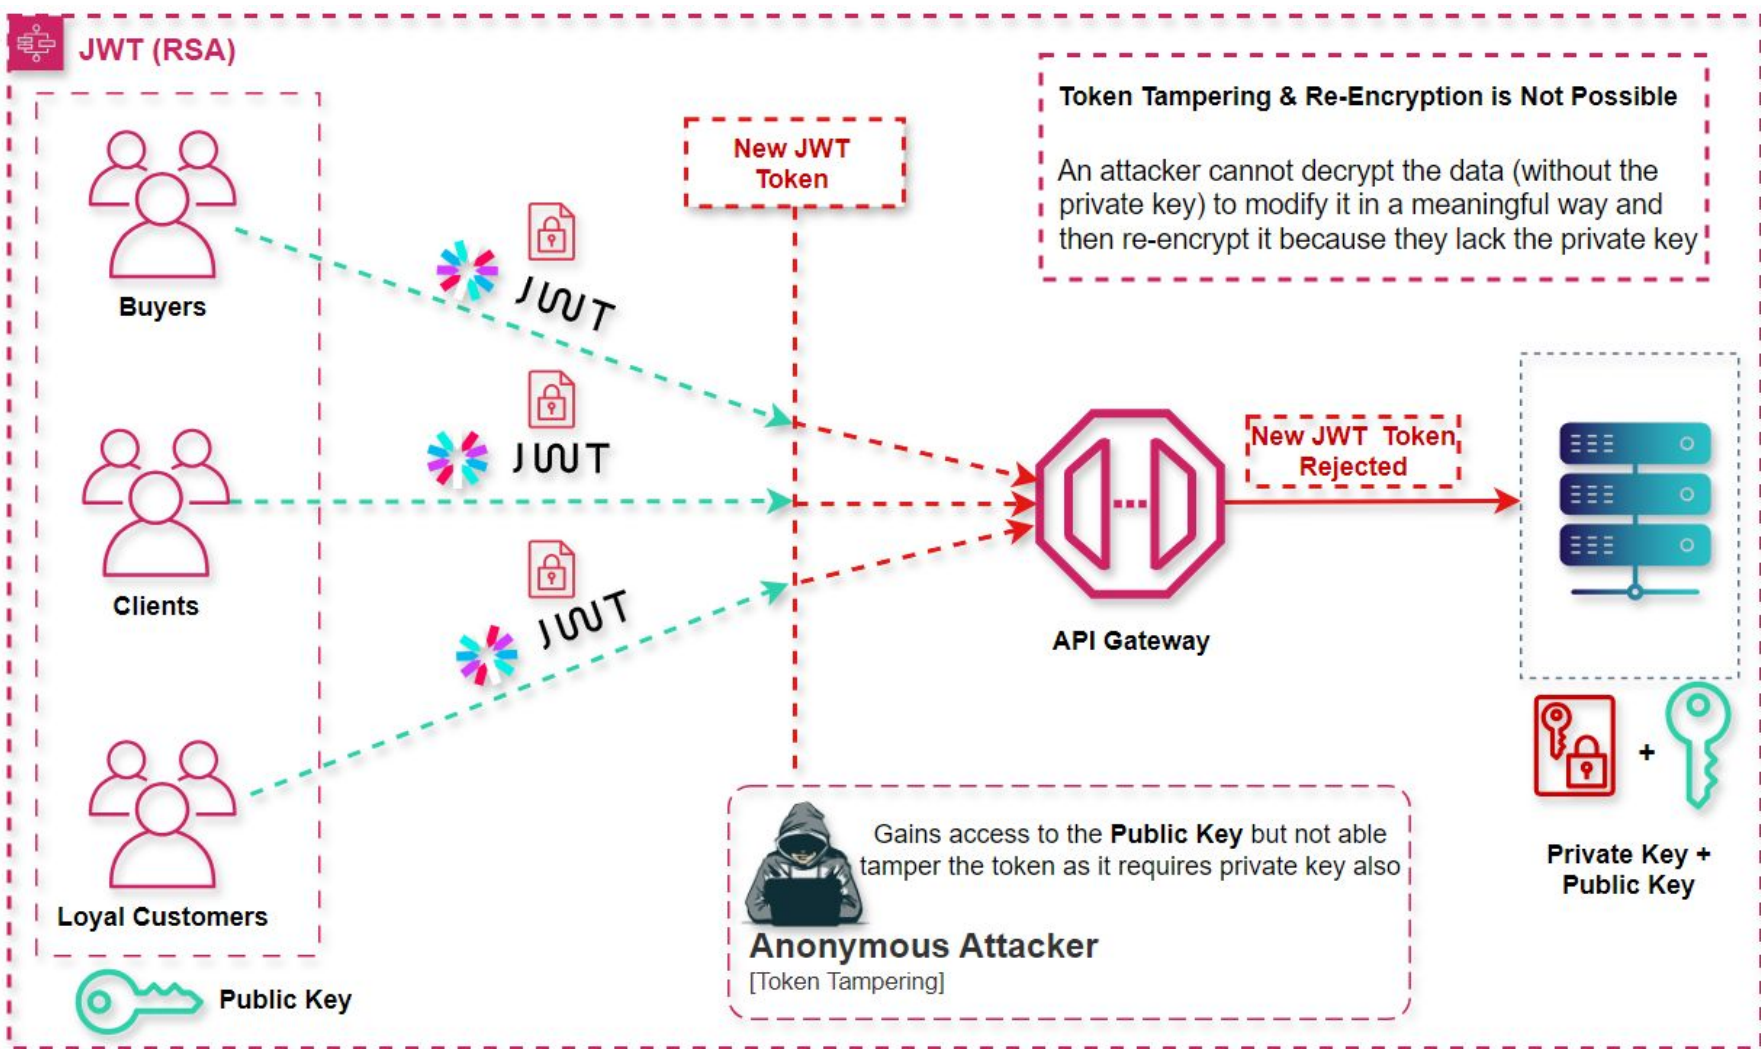 JWT (RSA)
Token Tampering & Re-Encryption is Not Possible
An attacker cannot decrypt the data (without the
private key) to modify it in a meaningful way and
then re-encrypt it because they lack the private key
New JWT
Token
JWT
Buyers
JWT
New JWT Token
Rejected
Clients
JWT
API Gateway
Loyal Customers
Gains access to the Public Key but not able
tamper the token as it requires private key also
Anonymous Attacker
[Token Tampering]
+
Private Key +
Public Key
Public Key